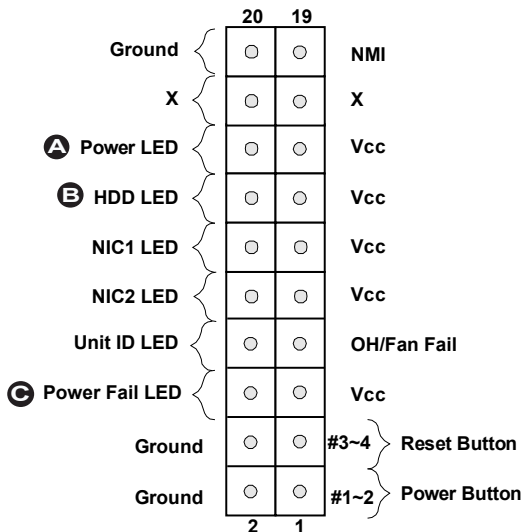 20 19
Ground NMI
X X
A Power LED Vcc
B HDD LED Vcc
NIC1 LED Vcc
NIC2 LED Vcc
Unit ID LED OH/Fan Fail
C Power Fail LED Vcc
Ground #3~4 Reset Button
Ground #1~2 Power Button
2 1